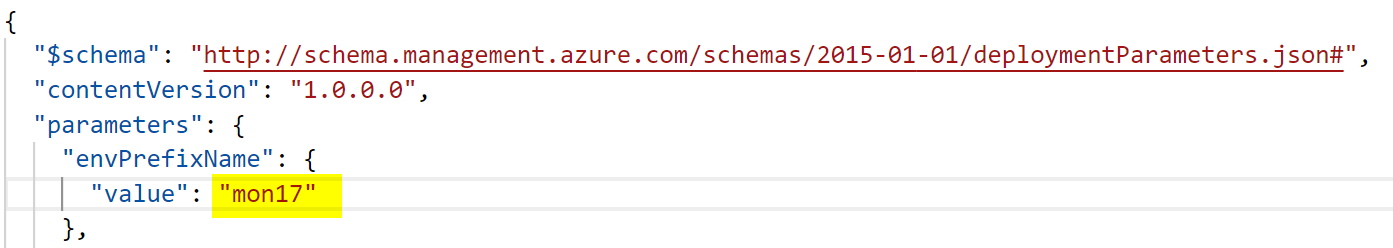 {
"$schema": "http://schema.management.azure.com/schemas/2015-01-01/deploymentParameters.json#",
"contentVersion": "1.0.0.0",
"parameters": {
"envPrefixName": {
"value": "mon17"
},